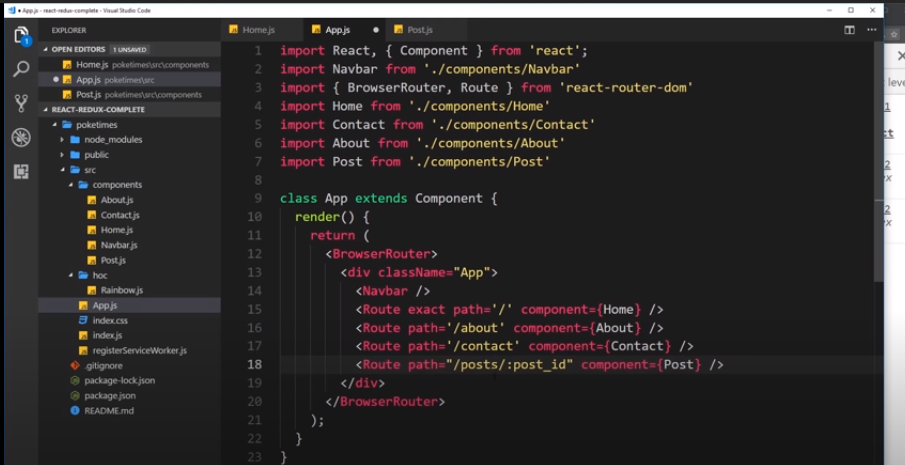 App.js - react-redux-complete - Visual Studio Code
EXPLORER
OPEN EDITORS 1 UNSAVED
Home.js poketimes\src\components
App.js poketimes\src
Post.js poketimes\src\components
REACT-REDUX-COMPLETE
poketimes
node_modules
public
src
components
About.js
Contact.js
Home.js
Navbar.js
Post.js
hoc
Rainbow.js
App.js
index.css
index.js
registerServiceWorker.js
.gitignore
package-lock.json
package.json
README.md
Home.js App.js Post.js
1 import React, { Component } from 'react';
2 import Navbar from './components/Navbar'
3 import { BrowserRouter, Route } from 'react-router-dom'
4 import Home from './components/Home'
5 import Contact from './components/Contact'
6 import About from './components/About'
7 import Post from './components/Post'
8
9 class App extends Component {
10 render() {
11 return (
12 <BrowserRouter>
13 <div className="App">
14 <Navbar />
15 <Route exact path='/' component={Home} />
16 <Route path='/about' component={About} />
17 <Route path='/contact' component={Contact} />
18 <Route path="/posts/:post_id" component={Post} />
19 </div>
20 </BrowserRouter>
21 );
22 }
23 }